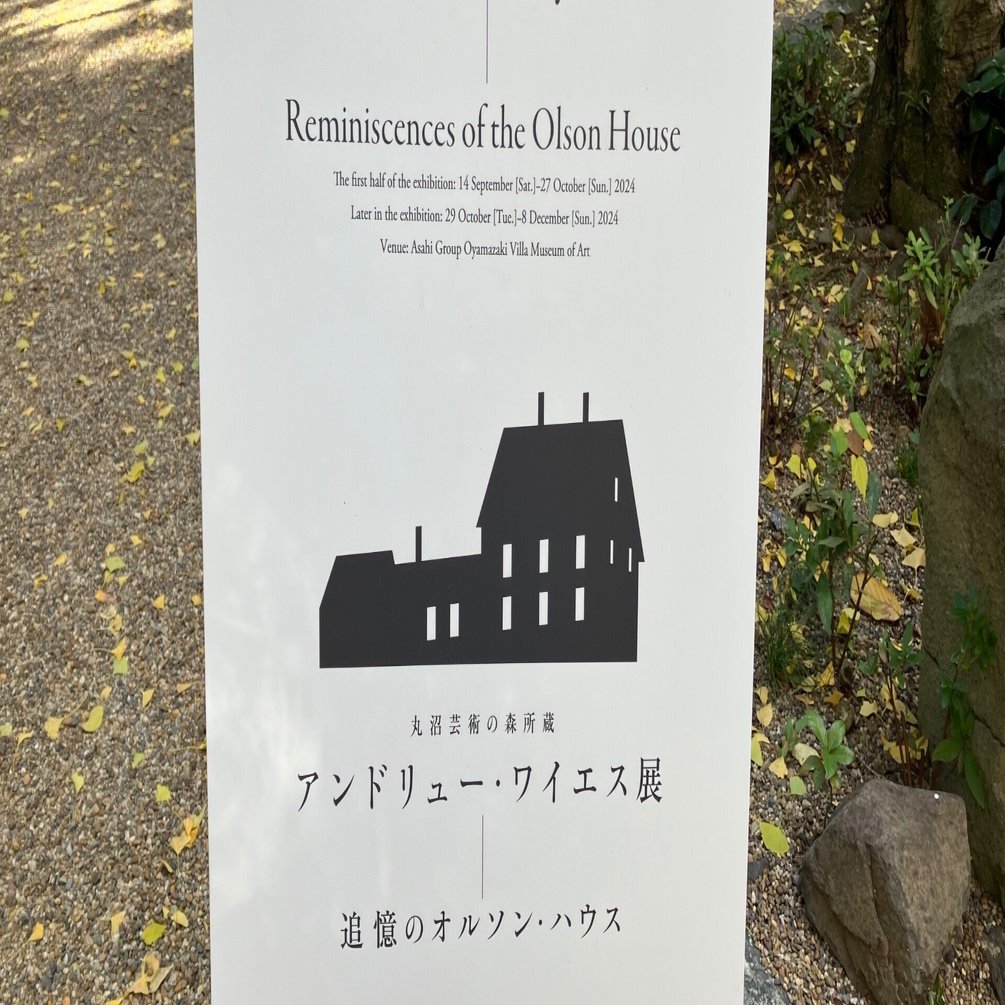 Reminiscences of the Olson House
The first half of the exhibition: 14 September [Sat.]–27 October [Sun.] 2024
Later in the exhibition: 29 October [Tue.]–8 December [Sun.] 2024
Venue: Asahi Group Oyamazaki Villa Museum of Art
丸沼芸術の森所蔵
アンドリュー・ワイエス展
追憶のオルソン・ハウス